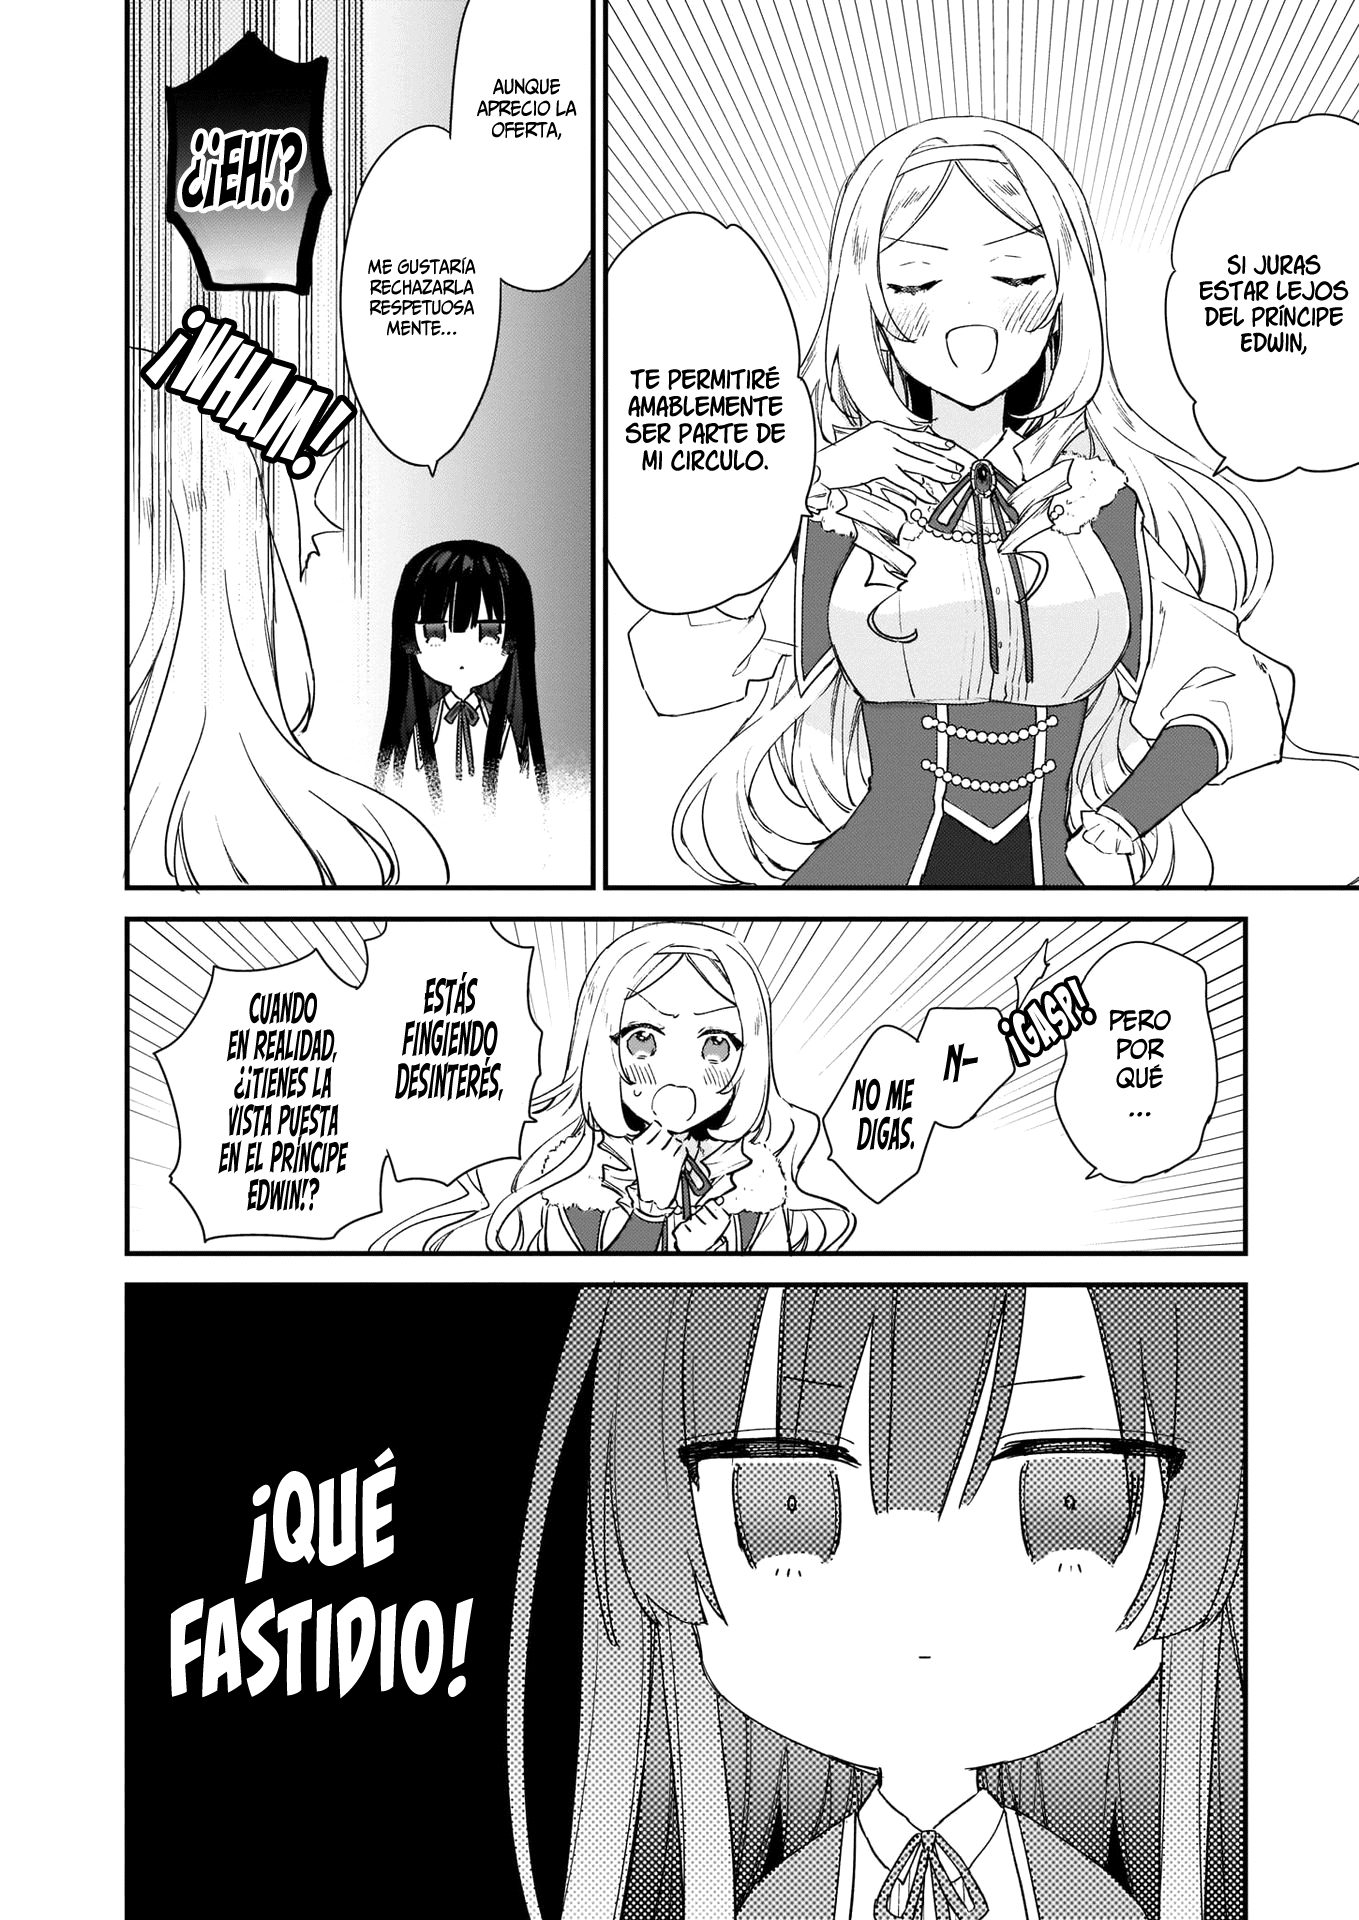 SI JURAS
ESTAR LEJOS
DEL PRÍNCIPE
EDWIN,
TE PERMITIRÉ
AMABLEMENTE
SER PARTE DE
MI CIRCULO.
AUNQUE
APRECIO LA
OFERTA,
ME GUSTARÍA
RECHAZARLA
RESPETUOSA
MENTE...
¿¡EH!?
¡WHAM!
PERO
POR
QUÉ
...
¡GASP!
N-
NO ME
DIGAS.
ESTÁS
FINGIENDO
DESINTERÉS,
CUANDO
EN REALIDAD,
¿¡TIENES LA
VISTA PUESTA
EN EL PRÍNCIPE
EDWIN!?
¡QUÉ
FASTIDIO!